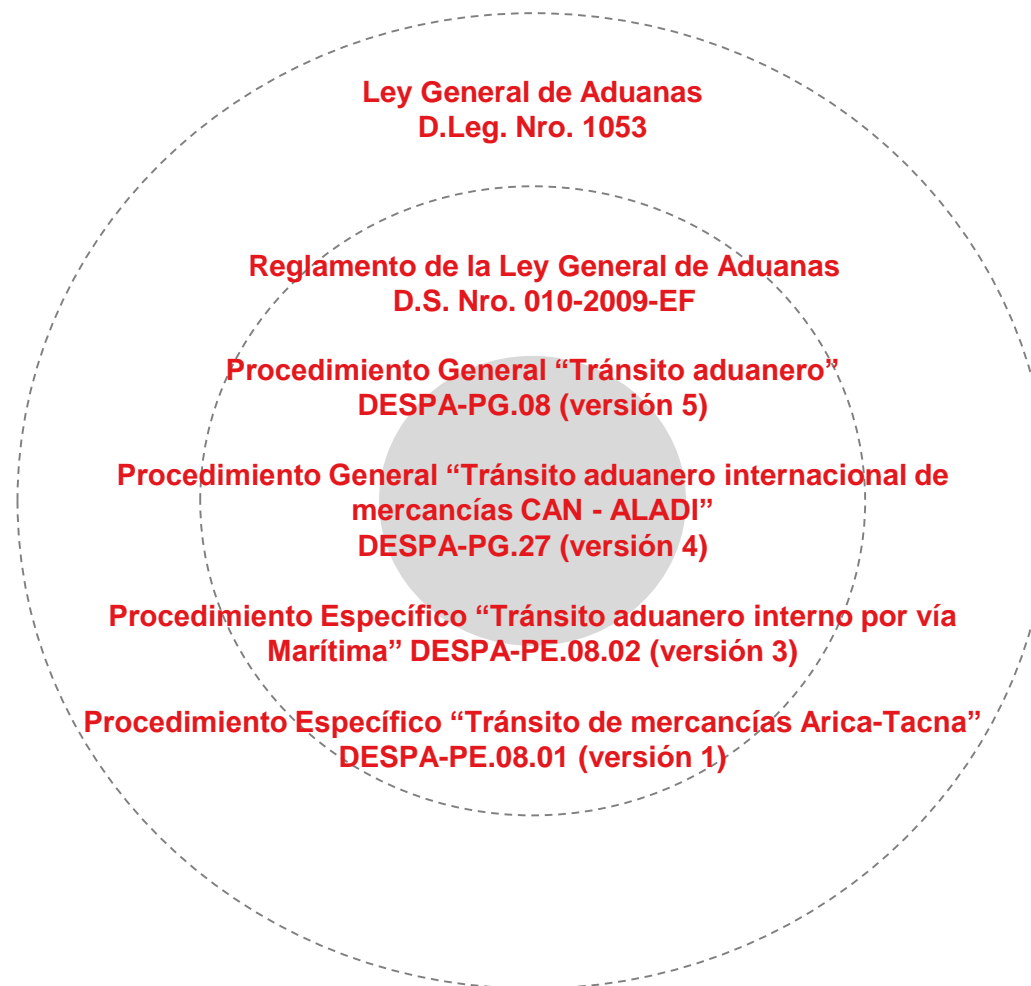 Ley General de Aduanas
D.Leg. Nro. 1053
Reglamento de la Ley General de Aduanas
D.S. Nro. 010-2009-EF
Procedimiento General “Tránsito aduanero”
DESPA-PG.08 (versión 5)
Procedimiento General “Tránsito aduanero internacional de
mercancías CAN - ALADI”
DESPA-PG.27 (versión 4)
Procedimiento Específico “Tránsito aduanero interno por vía
Marítima” DESPA-PE.08.02 (versión 3)
Procedimiento Específico “Tránsito de mercancías Arica-Tacna”
DESPA-PE.08.01 (versión 1)